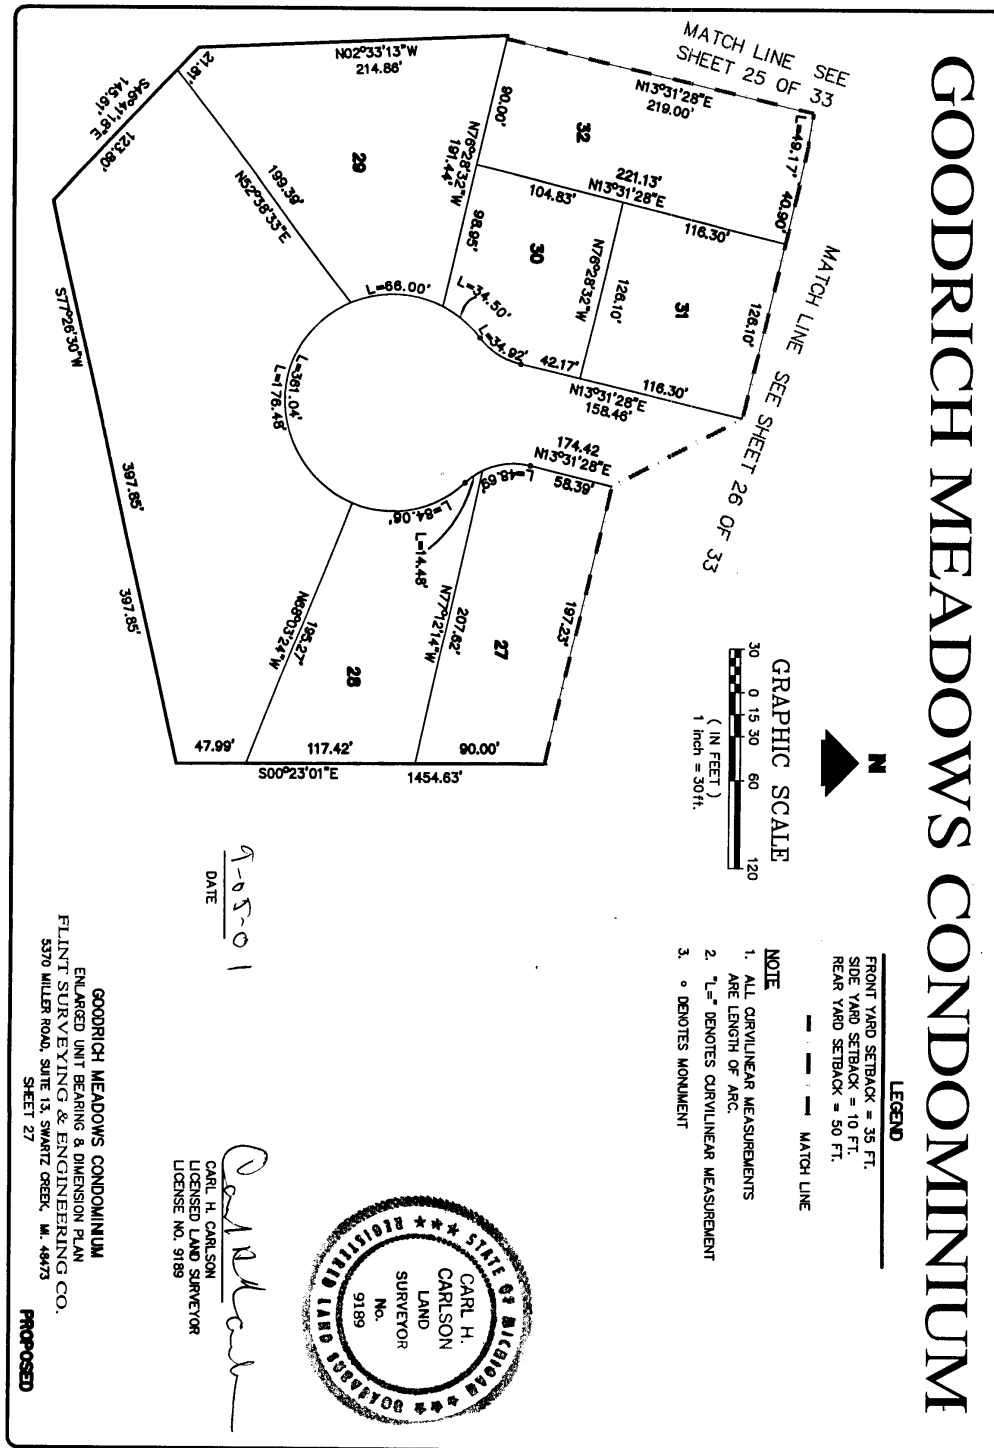 GOODRICH MEADOWS CONDOMINIUM
MATCH LINE SEE
SHEET 25 OF 33
MATCH LINE SEE SHEET 26 OF 33
N02°33'13"W
214.86'
N13°31'28"E
219.00'
L=49.17'
40.90'
32
221.13'
N13°31'28"E
104.83'
116.30'
90.00'
N76°28'32"W
191.44'
98.95'
30
N76°28'32"W
126.10'
31
126.10'
116.30'
N13°31'28"E
158.46'
42.17'
L=34.92'
L=34.50'
L=66.00'
29
21.81'
S46°41'18"E
145.61'
123.80'
199.39'
N52°38'33"E
L=361.04'
L=176.48'
174.42
N13°31'28"E
58.39'
L=48.69'
L=84.06'
L=14.48'
197.23'
27
207.62'
N77°12'14"W
28
195.27'
N68°03'24"W
S77°26'30"W
397.85'
397.85'
47.99'
117.42'
90.00'
S00°23'01"E
1454.63'
N
GRAPHIC SCALE
30 0 15 30 60 120
( IN FEET )
1 inch = 30 ft.
LEGEND
FRONT YARD SETBACK = 35 FT.
SIDE YARD SETBACK = 10 FT.
REAR YARD SETBACK = 50 FT.
MATCH LINE
NOTE
1. ALL CURVILINEAR MEASUREMENTS
ARE LENGTH OF ARC.
2. "L=" DENOTES CURVILINEAR MEASUREMENT
3. ○ DENOTES MONUMENT
9-05-01
DATE
CARL H. CARLSON
LICENSED LAND SURVEYOR
LICENSE NO. 9189
STATE OF MICHIGAN
REGISTERED LAND
CARL H.
CARLSON
LAND
SURVEYOR
No.
9189
GOODRICH MEADOWS CONDOMINIUM
ENLARGED UNIT BEARING & DIMENSION PLAN
FLINT SURVEYING & ENGINEERING CO.
5370 MILLER ROAD, SUITE 13, SWARTZ CREEK, MI. 48473
SHEET 27
PROPOSED